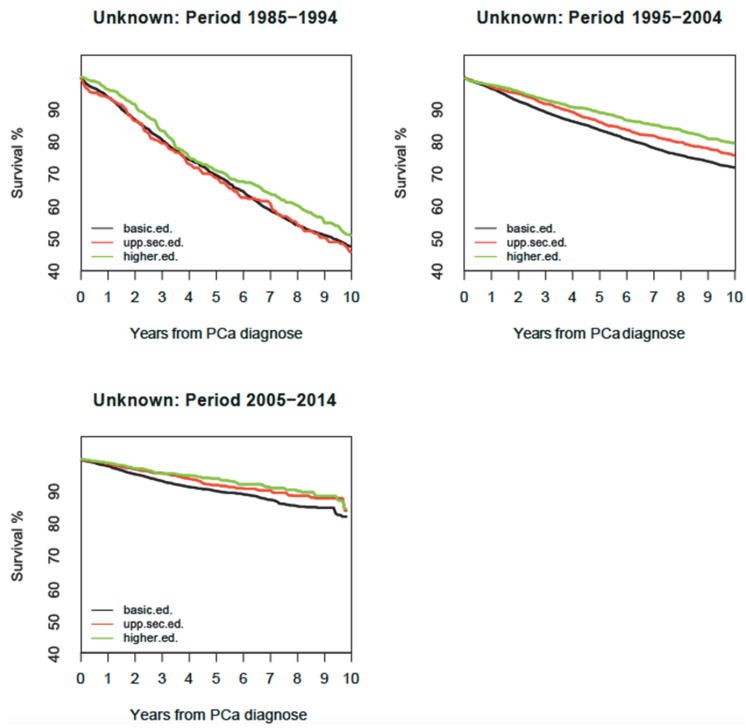 Unknown: Period 1985−1994
Survival %
90
80
70
60
50
40
basic.ed.
upp.sec.ed.
higher.ed.
0 1 2 3 4 5 6 7 8 9 10
Years from PCa diagnose
Unknown: Period 1995−2004
Survival %
90
80
70
60
50
40
basic.ed.
upp.sec.ed.
higher.ed.
0 1 2 3 4 5 6 7 8 9 10
Years from PCa diagnose
Unknown: Period 2005−2014
Survival %
90
80
70
60
50
40
basic.ed.
upp.sec.ed.
higher.ed.
0 1 2 3 4 5 6 7 8 9 10
Years from PCa diagnose